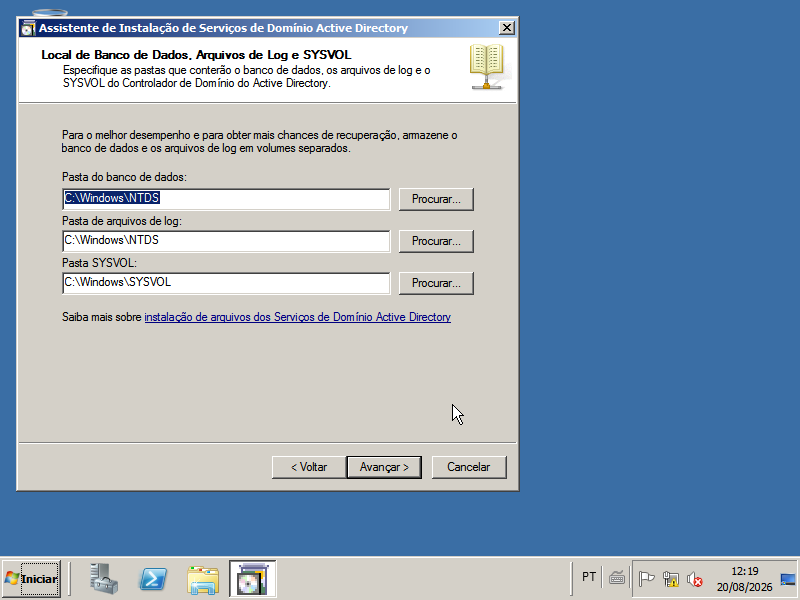 Assistente de Instalação de Serviços de Domínio Active Directory
Local de Banco de Dados, Arquivos de Log e SYSVOL
Especifique as pastas que conterão o banco de dados, os arquivos de log e o
SYSVOL do Controlador de Domínio do Active Directory.
Para o melhor desempenho e para obter mais chances de recuperação, armazene o
banco de dados e os arquivos de log em volumes separados.
Pasta do banco de dados:
C:\Windows\NTDS
Procurar...
Pasta de arquivos de log:
C:\Windows\NTDS
Procurar...
Pasta SYSVOL:
C:\Windows\SYSVOL
Procurar...
Saiba mais sobre instalação de arquivos dos Serviços de Domínio Active Directory
< Voltar
Avançar >
Cancelar
Iniciar
PT
12:19
20/08/2026